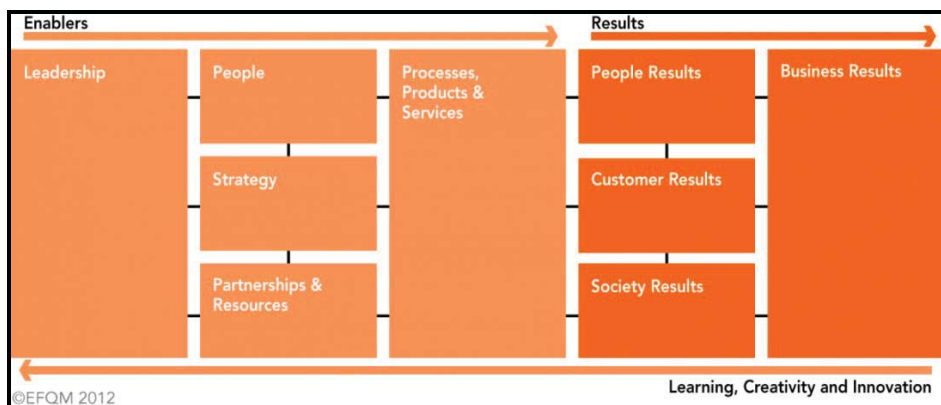 Enablers
Results
Leadership
People
Processes,
Products &
Services
People Results
Business Results
Strategy
Customer Results
Partnerships &
Resources
Society Results
Learning, Creativity and Innovation
©EFQM 2012